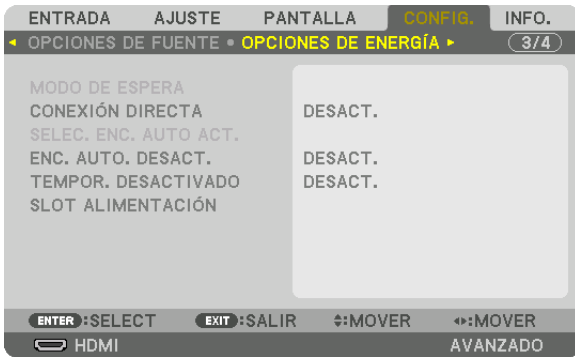 ENTRADA AJUSTE PANTALLA CONFIG. INFO.
◂ OPCIONES DE FUENTE • OPCIONES DE ENERGÍA ▸ 3/4
MODO DE ESPERA
CONEXIÓN DIRECTA DESACT.
SELEC. ENC. AUTO ACT.
ENC. AUTO. DESACT. DESACT.
TEMPOR. DESACTIVADO DESACT.
SLOT ALIMENTACIÓN
ENTER :SELECT EXIT :SALIR ♦:MOVER ◂▸:MOVER
HDMI AVANZADO